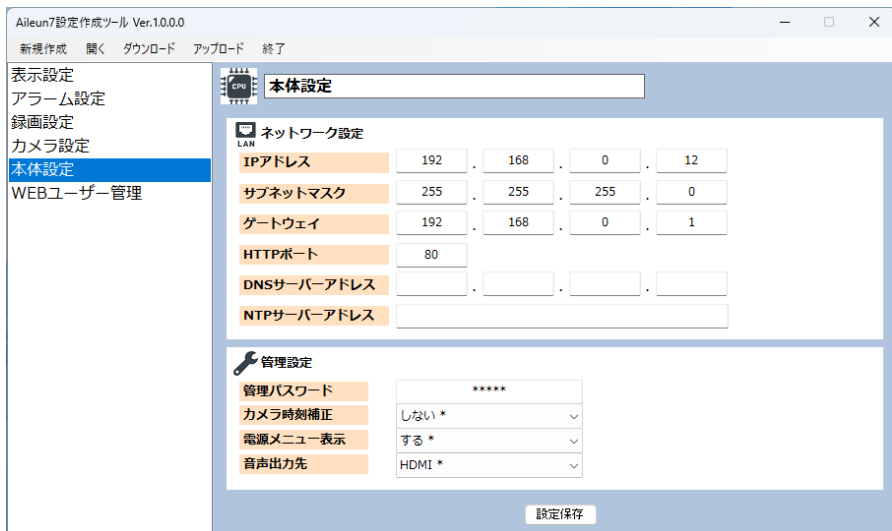 Aileun7設定作成ツール Ver.1.0.0.0
新規作成 開く ダウンロード アップロード 終了
表示設定
アラーム設定
録画設定
カメラ設定
本体設定
WEBユーザー管理
CPU 本体設定
LAN ネットワーク設定
IPアドレス 192 . 168 . 0 . 12
サブネットマスク 255 . 255 . 255 . 0
ゲートウェイ 192 . 168 . 0 . 1
HTTPポート 80
DNSサーバーアドレス . . .
NTPサーバーアドレス
管理設定
管理パスワード *****
カメラ時刻補正 しない *
電源メニュー表示 する *
音声出力先 HDMI *
設定保存